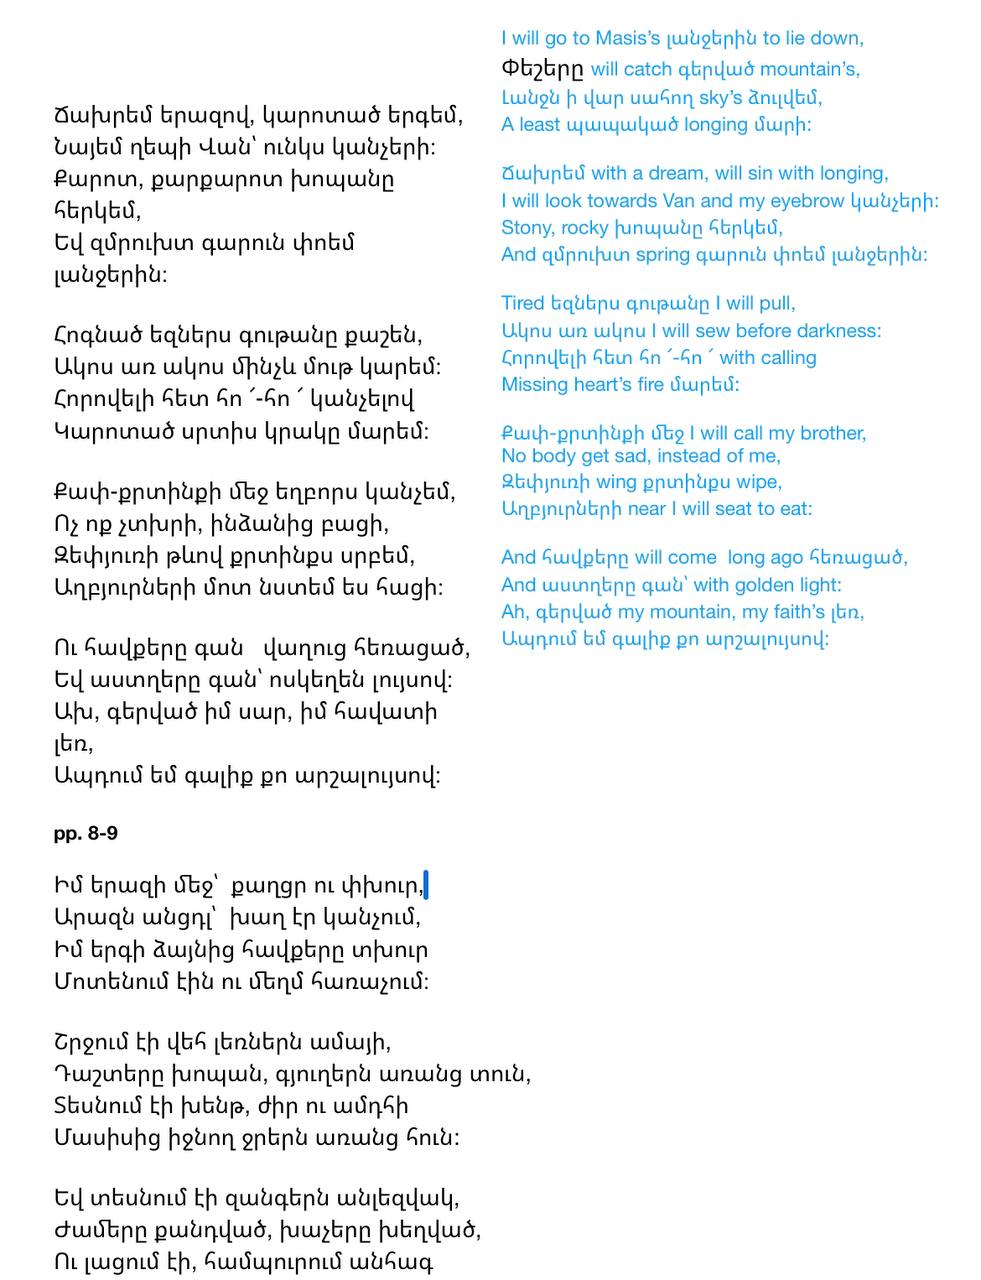 Ճախրեմ երազով, կարոտած երգեմ,
Նայեմ դեպի Վան՝ ունկս կանչերի:
Քարոտ, քարքարոտ խոպանը
հերկեմ,
Եվ զմրուխտ գարուն փռեմ
լանջերին:

Հոգնած եզներս գութանը քաշեն,
Ակոս առ ակոս մինչև մութ կարեմ:
Հորովելի հետ հո ՜-հո ՜ կանչելով
Կարոտած սրտիս կրակը մարեմ:

Քափ-քրտինքի մեջ եղբորս կանչեմ,
Ոչ ոք չտխրի, ինձանից բացի,
Զեփյուռի թևով քրտինքս սրբեմ,
Աղբյուրների մոտ նստեմ ես հացի:

Ու հավքերը գան   վաղուց հեռացած,
Եվ աստղերը գան՝ ոսկեղեն լույսով:
Ախ, գերված իմ սար, իմ հավատի
լեռ,
Ապդում եմ գալիք քո արշալույսով:

pp. 8-9

Իմ երազի մեջ՝  քաղցր ու փխուր,
Արազն անցդլ՝  խաղ էր կանչում,
Իմ երգի ձայնից հավքերը տխուր
Մոտենում էին ու մեղմ հառաչում:

Շրջում էի վեհ լեռներն ամայի,
Դաշտերը խոպան, գյուղերն առանց տուն,
Տեսնում էի խենթ, ժիր ու ամդհի
Մասիսից իջնող ջրերն առանց հուն:

Եվ տեսնում էի զանգերն անլեզվակ,
Ժամերը քանդված, խաչերը խեղված,
Ու լացում էի, համպուրում անհագ

I will go to Masis's լանջերին to lie down,
Փեշերը will catch գերված mountain's,
Լանջն ի վար սահող sky's ձուլվեմ,
A least պապակած longing մարի:

Ճախրեմ with a dream, will sin with longing,
I will look towards Van and my eyebrow կանչերի:
Stony, rocky խոպանը հերկեմ,
And զմրուխտ spring գարուն փռեմ լանջերին:

Tired եզներս գութանը I will pull,
Ակոս առ ակոս I will sew before darkness:
Հորովելի հետ հո ՜-հո ՜ with calling
Missing heart's fire մարեմ:

Քափ-քրտինքի մեջ I will call my brother,
No body get sad, instead of me,
Զեփյուռի wing քրտինքս wipe,
Աղբյուրների near I will seat to eat:

And հավքերը will come  long ago հեռացած,
And աստղերը գան՝ with golden light:
Ah, գերված my mountain, my faith's լեռ,
Ապդում եմ գալիք քո արշալույսով: